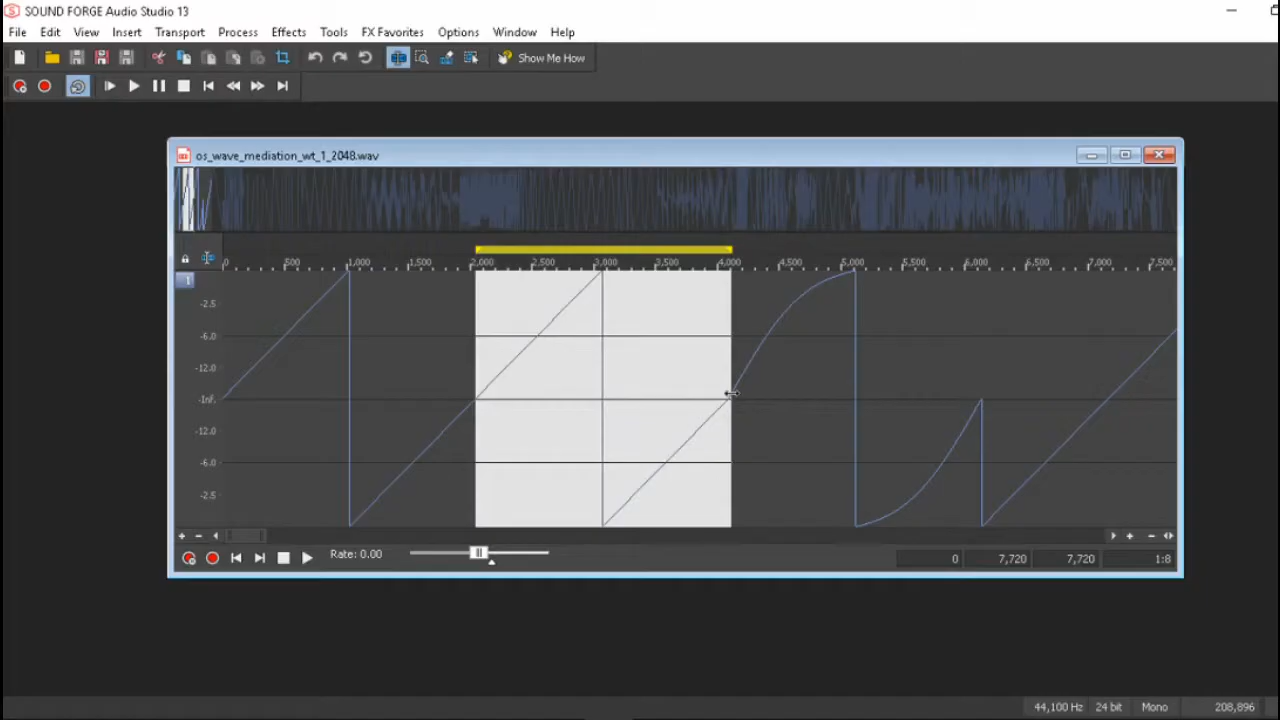 SOUND FORGE Audio Studio 13
File Edit View Insert Transport Process Effects Tools FX Favorites Options Window Help
Show Me How
os_wave_mediation_wt_1_2048.wav
0 500 1,000 1,500 2,000 2,500 3,000 3,500 4,000 4,500 5,000 5,500 6,000 6,500 7,000 7,500
1
-2.5
-6.0
-12.0
-Inf.
-12.0
-6.0
-2.5
Rate: 0.00
0 7,720 7,720 1:8
44,100 Hz 24 bit Mono 208,896